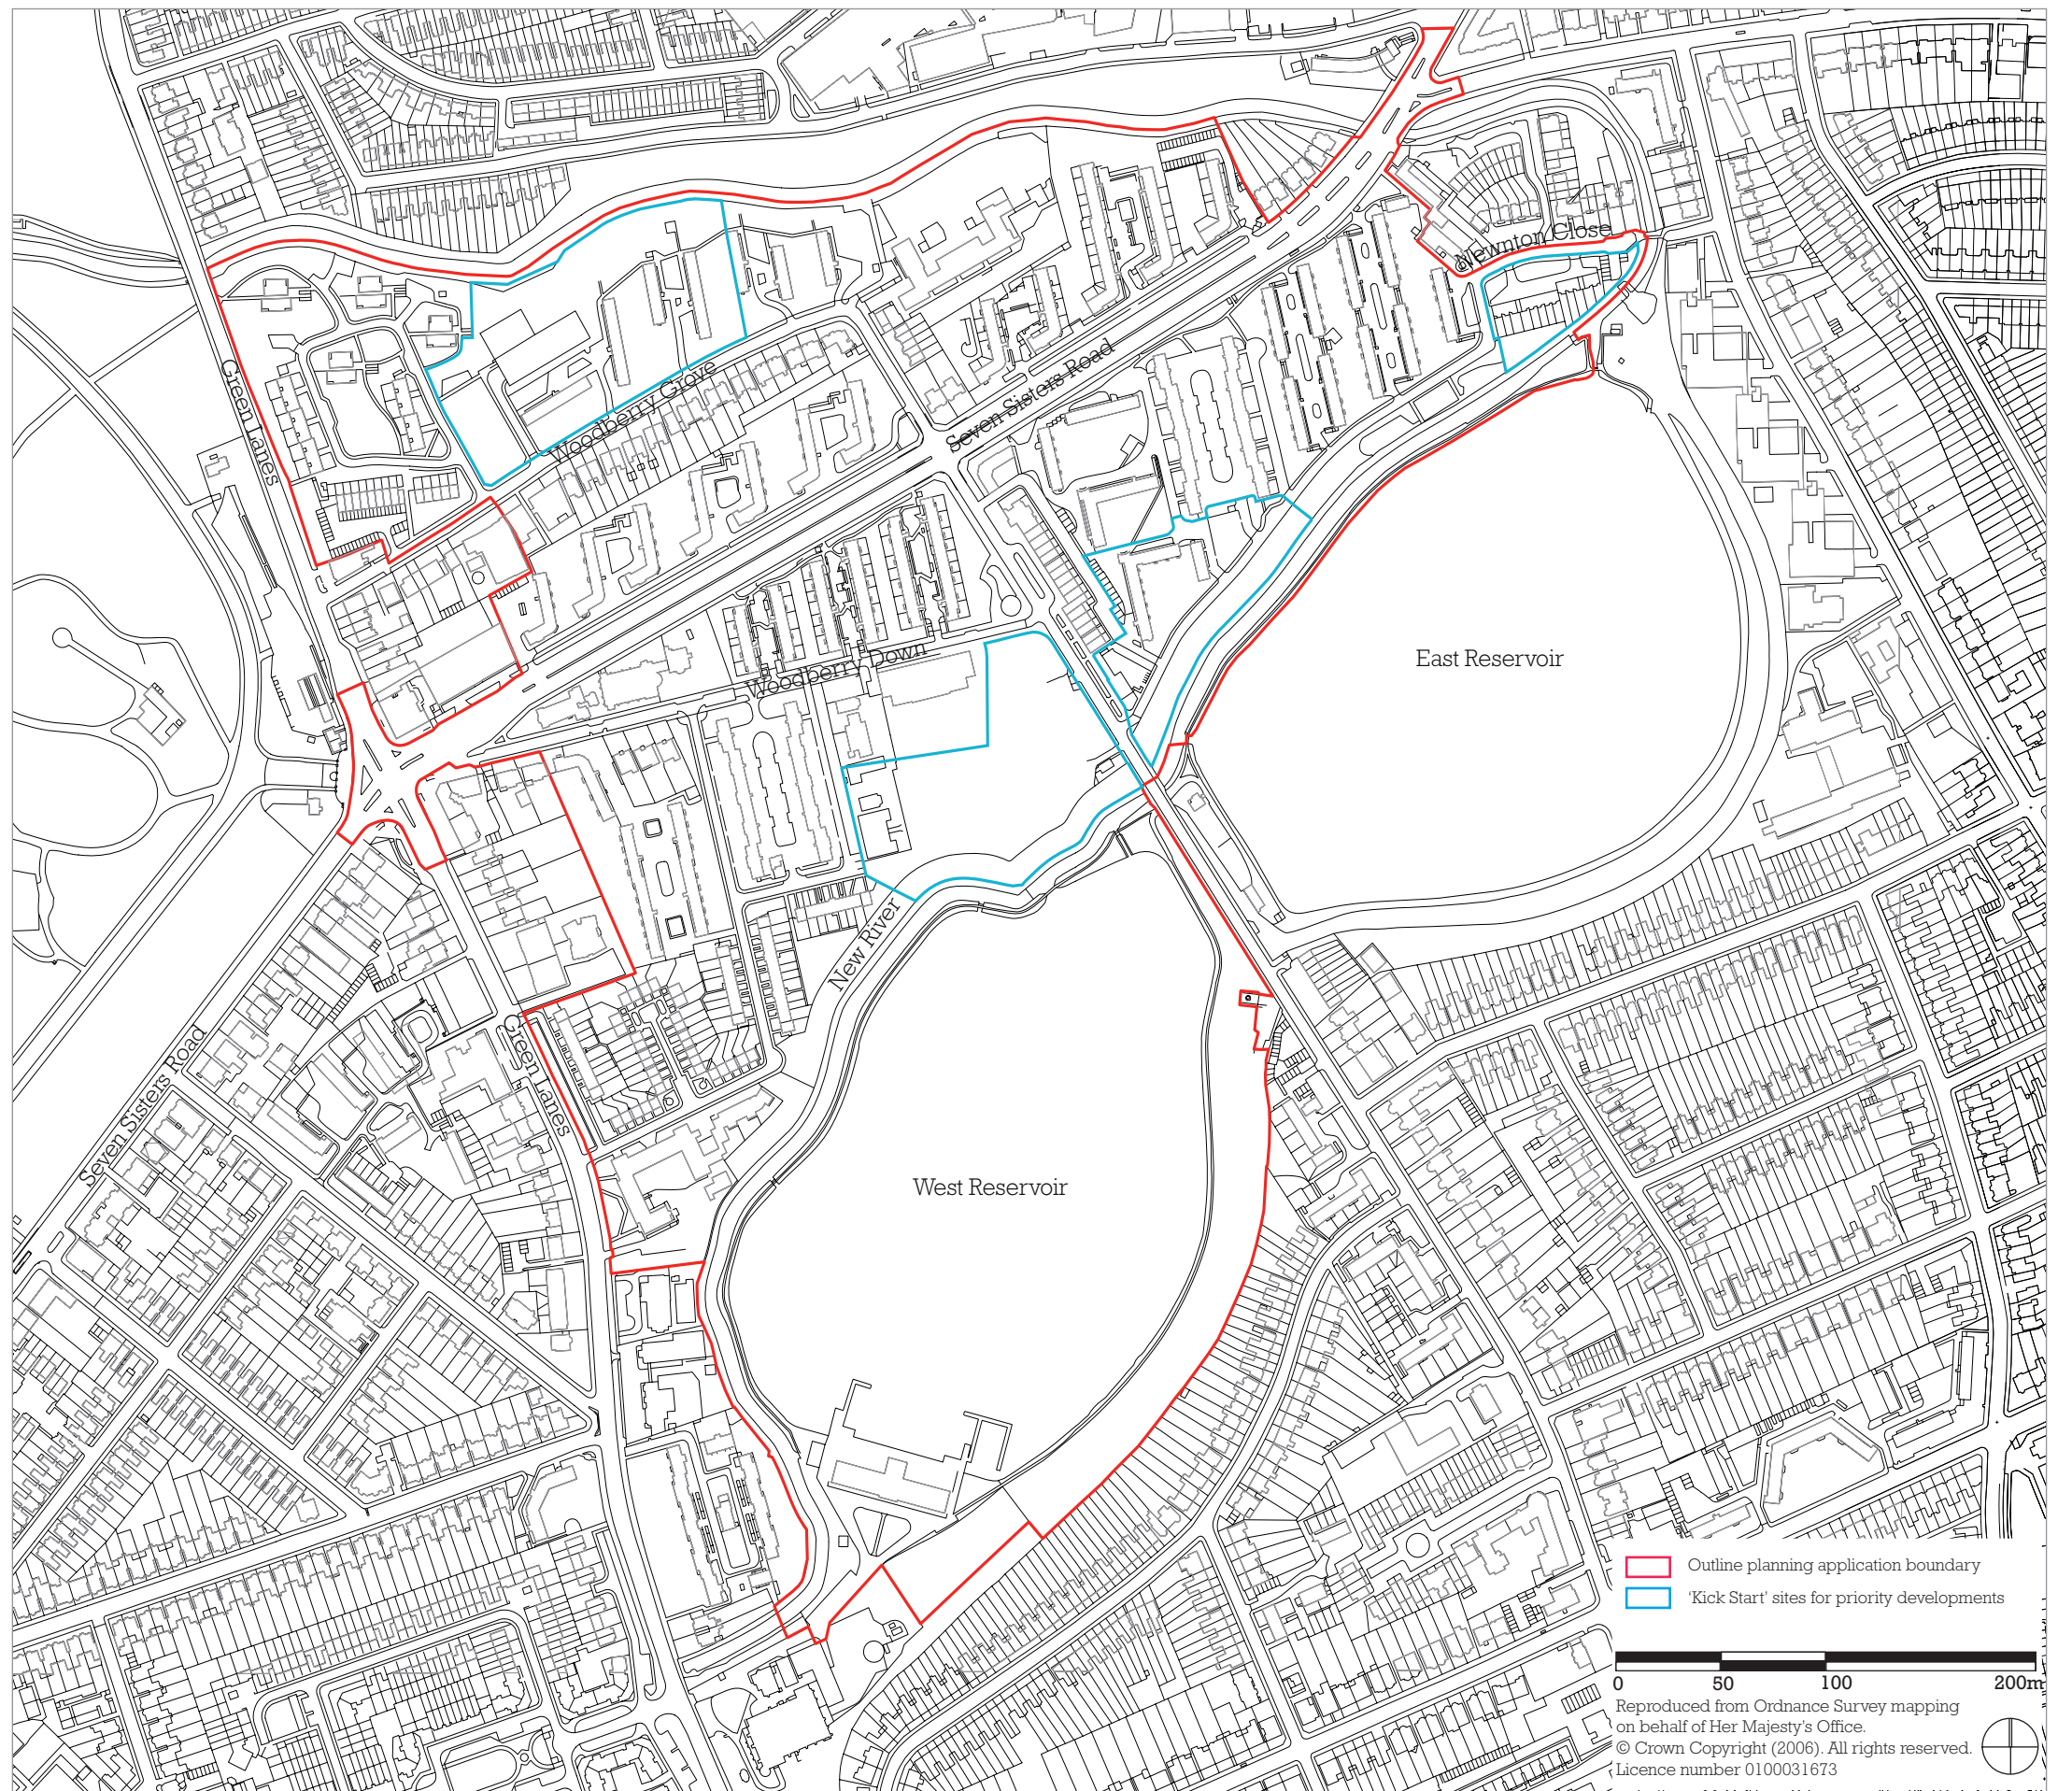 Newnton Close
Green Lanes
Woodberry Grove
Seven Sisters Road
East Reservoir
Woodberry Down
New River
Green Lanes
Seven Sisters Road
West Reservoir
Outline planning application boundary
‘Kick Start’ sites for priority developments
0 50 100 200m
Reproduced from Ordnance Survey mapping
on behalf of Her Majesty’s Office.
© Crown Copyright (2006). All rights reserved.
Licence number 0100031673